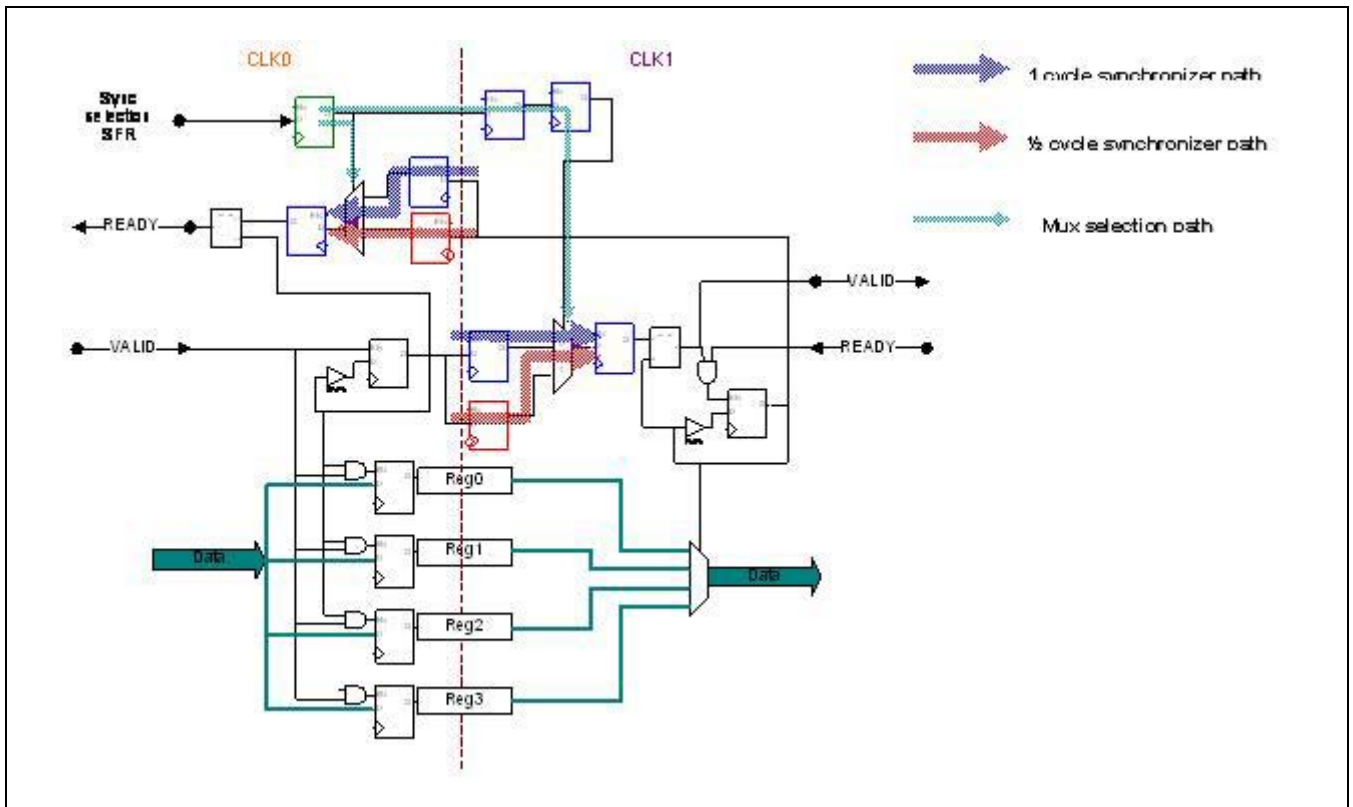 CLK0
CLK1
Sync
selection
SFR
1 cycle synchronizer path
½ cycle synchronizer path
Mux selection path
READY
VALID
VALID
READY
Reg0
Reg1
Reg2
Reg3
Data
Data